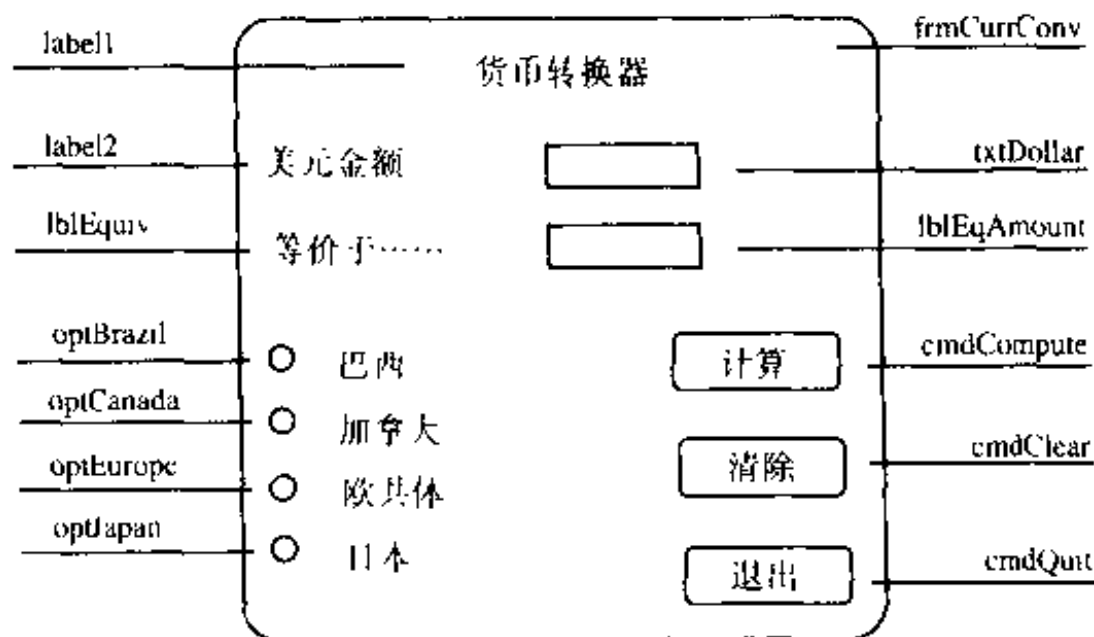 label1
frmCurrConv
货币转换器
label2
美元金额
txtDollar
lblEquiv
等价于……
lblEqAmount
optBrazil
巴西
计算
cmdCompute
optCanada
加拿大
清除
cmdClear
optEurope
欧共体
optJapan
日本
退出
cmdQuit